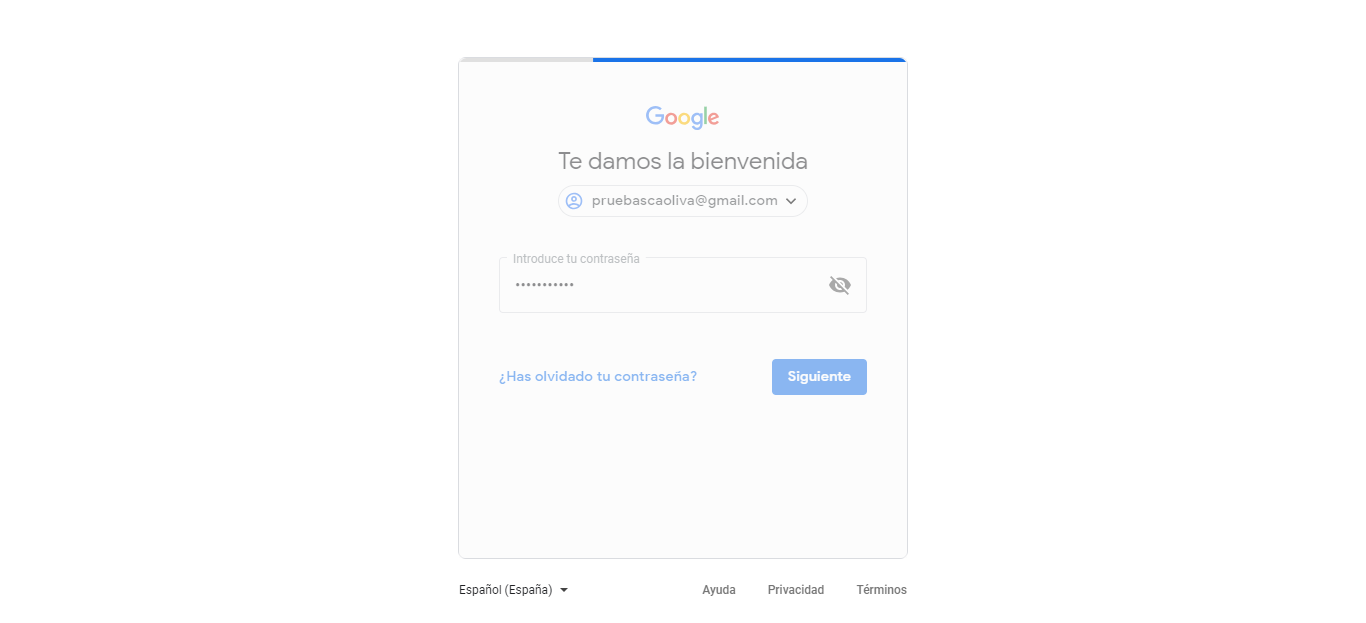 Google
Te damos la bienvenida
pruebascaoliva@gmail.com
Introduce tu contraseña
•••••••••••
¿Has olvidado tu contraseña?
Siguiente
Español (España)
Ayuda
Privacidad
Términos